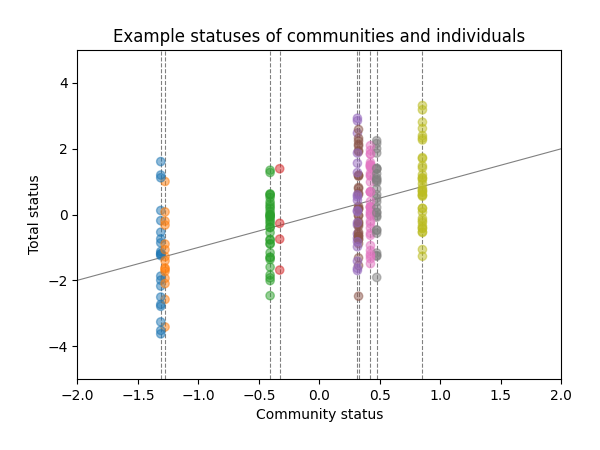 Example statuses of communities and individuals
Total status
4
2
0
−2
−4
−2.0 −1.5 −1.0 −0.5 0.0 0.5 1.0 1.5 2.0
Community status